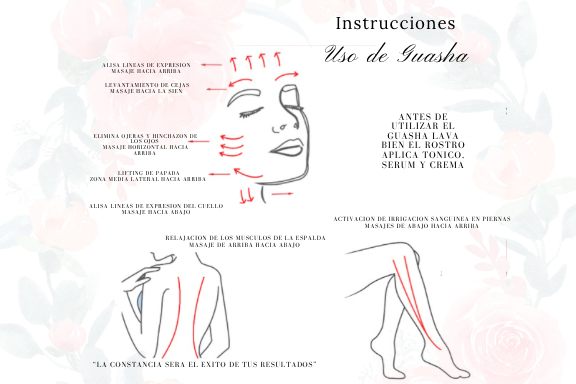 Instrucciones
Uso de Guasha
ALISA LINEAS DE EXPRESION
MASAJE HACIA ARRIBA
LEVANTAMIENTO DE CEJAS
MASAJE HACIA LA SIEN
ANTES DE
UTILIZAR EL
GUASHA LAVA
BIEN EL ROSTRO
APLICA TONICO,
SERUM Y CREMA
ELIMINA OJERAS Y HINCHAZON DE
LOS OJOS
MASAJE HORIZONTAL HACIA
ARRIBA
LIFTING DE PAPADA
ZONA MEDIA LATERAL HACIA ARRIBA
ALISA LINEAS DE EXPRESION DEL CUELLO
MASAJE HACIA ABAJO
ACTIVACION DE IRRIGACION SANGUINEA EN PIERNAS
MASAJES DE ABAJO HACIA ARRIBA
RELAJACION DE LOS MUSCULOS DE LA ESPALDA
MASAJE DE ARRIBA HACIA ABAJO
"LA CONSTANCIA SERA EL EXITO DE TUS RESULTADOS"